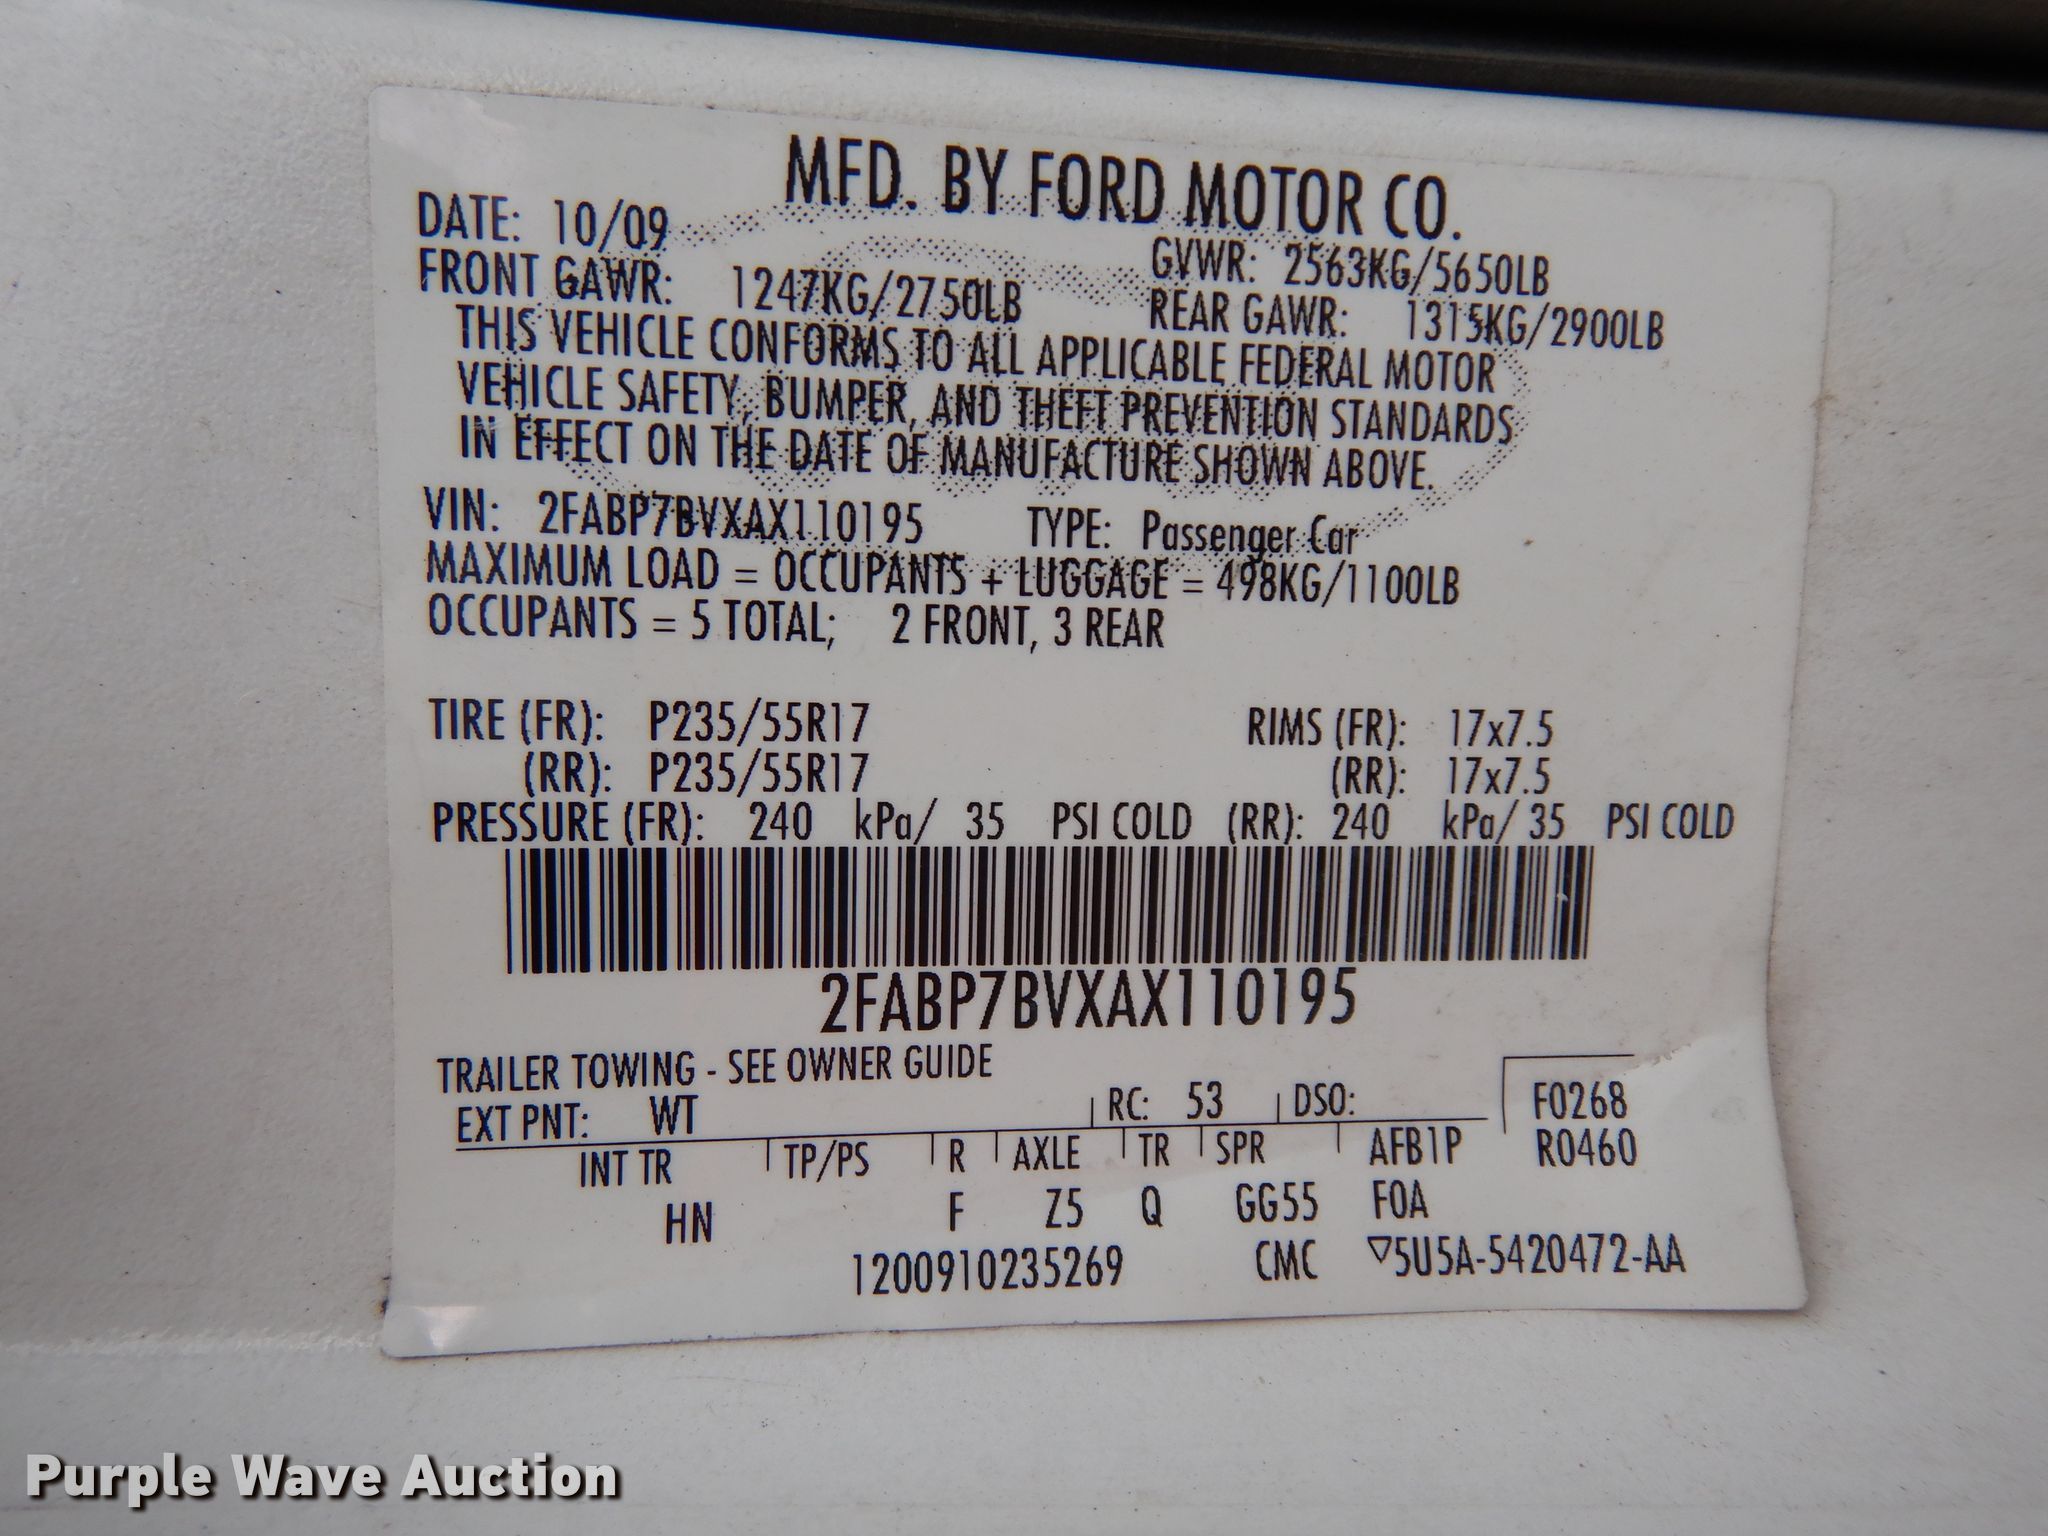 MFD. BY FORD MOTOR CO.
DATE: 10/09
GVWR: 2563KG/5650LB
FRONT GAWR: 1247KG/2750LB
REAR GAWR: 1315KG/2900LB
THIS VEHICLE CONFORMS TO ALL APPLICABLE FEDERAL MOTOR
VEHICLE SAFETY, BUMPER, AND THEFT PREVENTION STANDARDS
IN EFFECT ON THE DATE OF MANUFACTURE SHOWN ABOVE.
VIN: 2FABP7BVXAX110195 TYPE: Passenger Car
MAXIMUM LOAD = OCCUPANTS + LUGGAGE = 498KG/1100LB
OCCUPANTS = 5 TOTAL; 2 FRONT, 3 REAR
TIRE (FR): P235/55R17 RIMS (FR): 17x7.5
(RR): P235/55R17 (RR): 17x7.5
PRESSURE (FR): 240 kPa/ 35 PSI COLD (RR): 240 kPa/ 35 PSI COLD
2FABP7BVXAX110195
TRAILER TOWING - SEE OWNER GUIDE
EXT PNT: WT RC: 53 DSO: F0268
INT TR TP/PS R AXLE TR SPR AFB1P R0460
HN F Z5 Q GG55 F0A
1200910235269 CMC ▽5U5A-5420472-AA
Purple Wave Auction